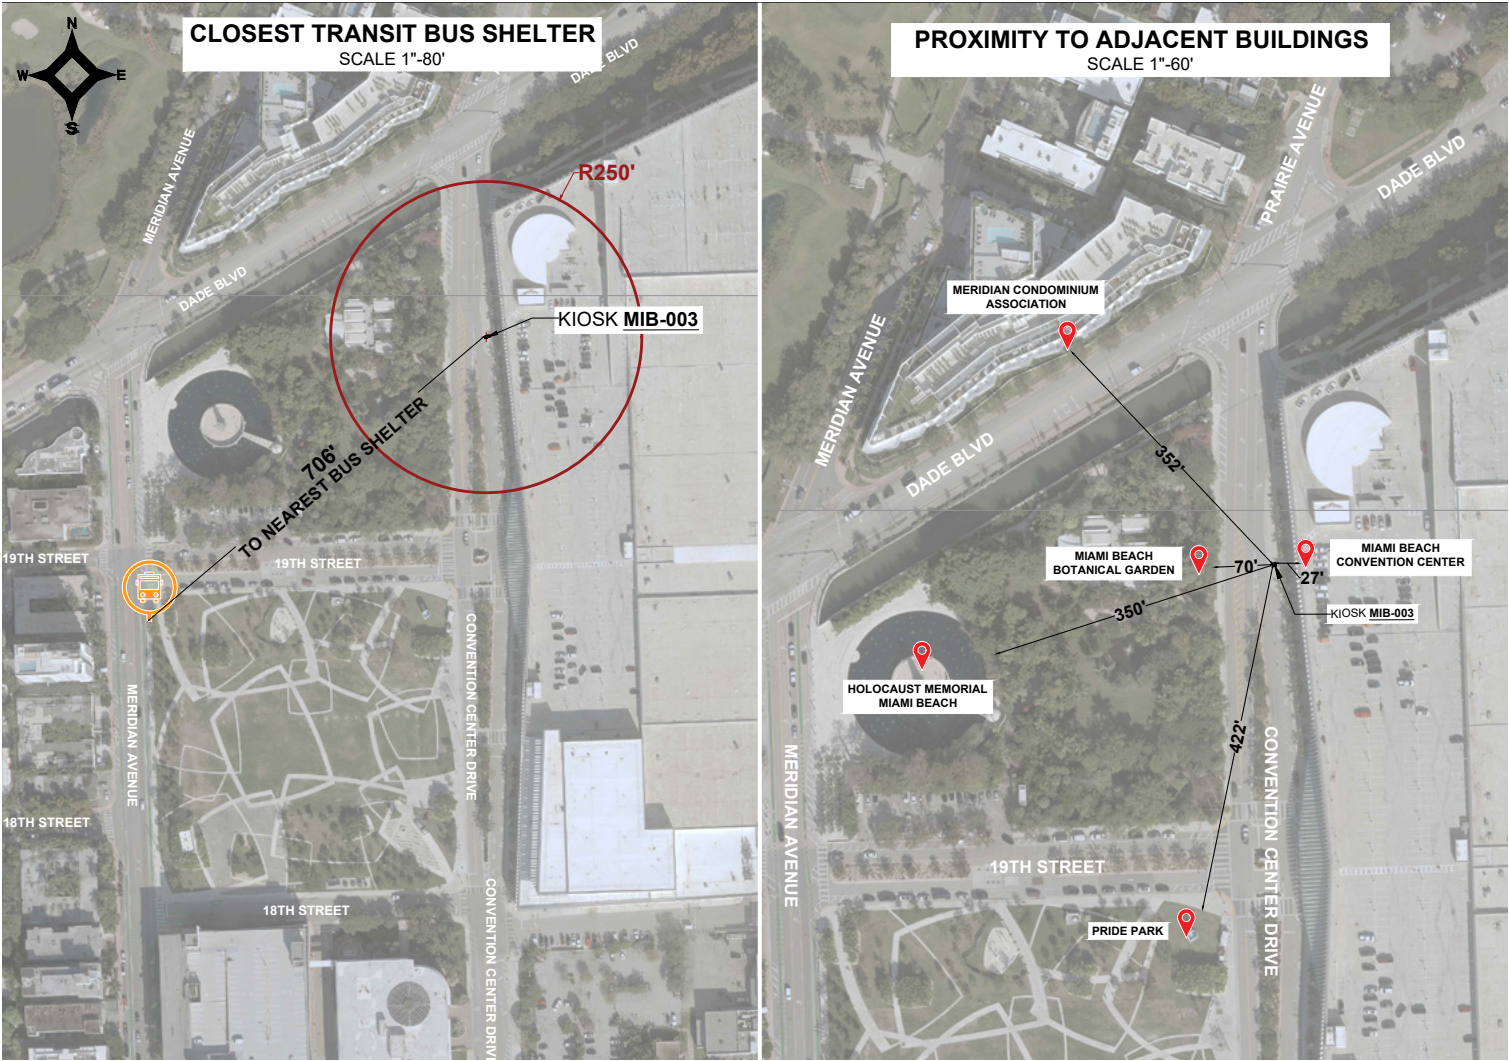 N
W
E
S
CLOSEST TRANSIT BUS SHELTER
SCALE 1"-80'
DADE BLVD
MERIDIAN AVENUE
R250'
DADE BLVD
KIOSK MIB-003
706'
TO NEAREST BUS SHELTER
19TH STREET
19TH STREET
CONVENTION CENTER DRIVE
MERIDIAN AVENUE
18TH STREET
18TH STREET
CONVENTION CENTER DRIVE
PROXIMITY TO ADJACENT BUILDINGS
SCALE 1"-60'
PRAIRIE AVENUE
DADE BLVD
MERIDIAN CONDOMINIUM
ASSOCIATION
MERIDIAN AVENUE
DADE BLVD
352'
MIAMI BEACH
BOTANICAL GARDEN
70'
MIAMI BEACH
CONVENTION CENTER
27'
KIOSK MIB-003
350'
HOLOCAUST MEMORIAL
MIAMI BEACH
422'
MERIDIAN AVENUE
CONVENTION CENTER DRIVE
19TH STREET
PRIDE PARK